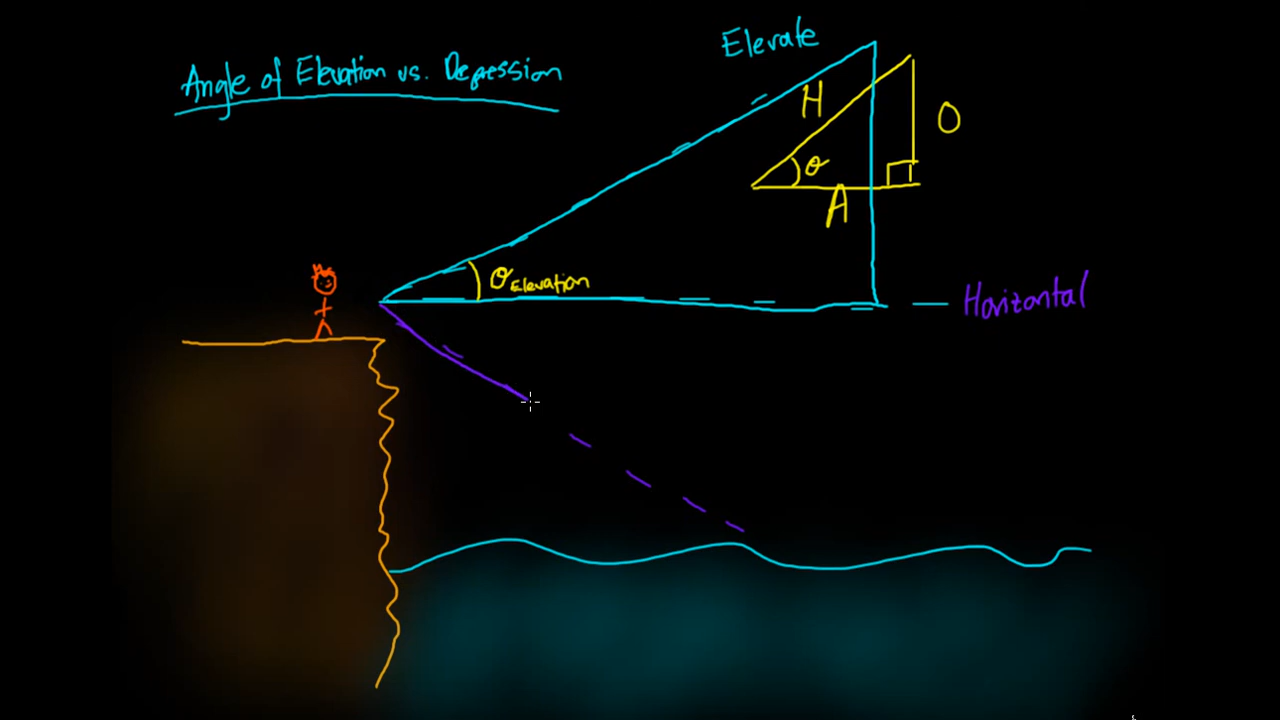 Angle of Elevation vs. Depression
Elevate
H
O
θ
A
θElevation
Horizontal